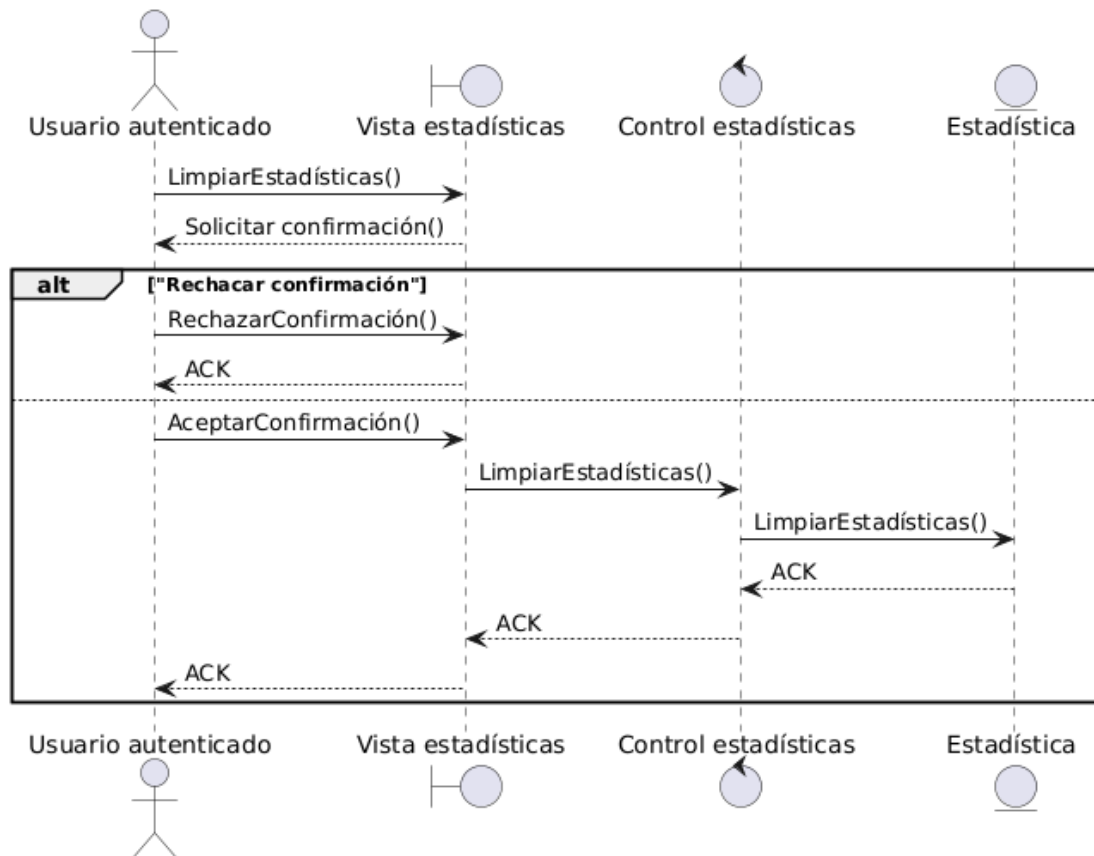 Usuario autenticado
Vista estadísticas
Control estadísticas
Estadística
LimpiarEstadísticas()
Solicitar confirmación()
alt
["Rechacar confirmación"]
RechazarConfirmación()
ACK
AceptarConfirmación()
LimpiarEstadísticas()
LimpiarEstadísticas()
ACK
ACK
ACK
Usuario autenticado
Vista estadísticas
Control estadísticas
Estadística